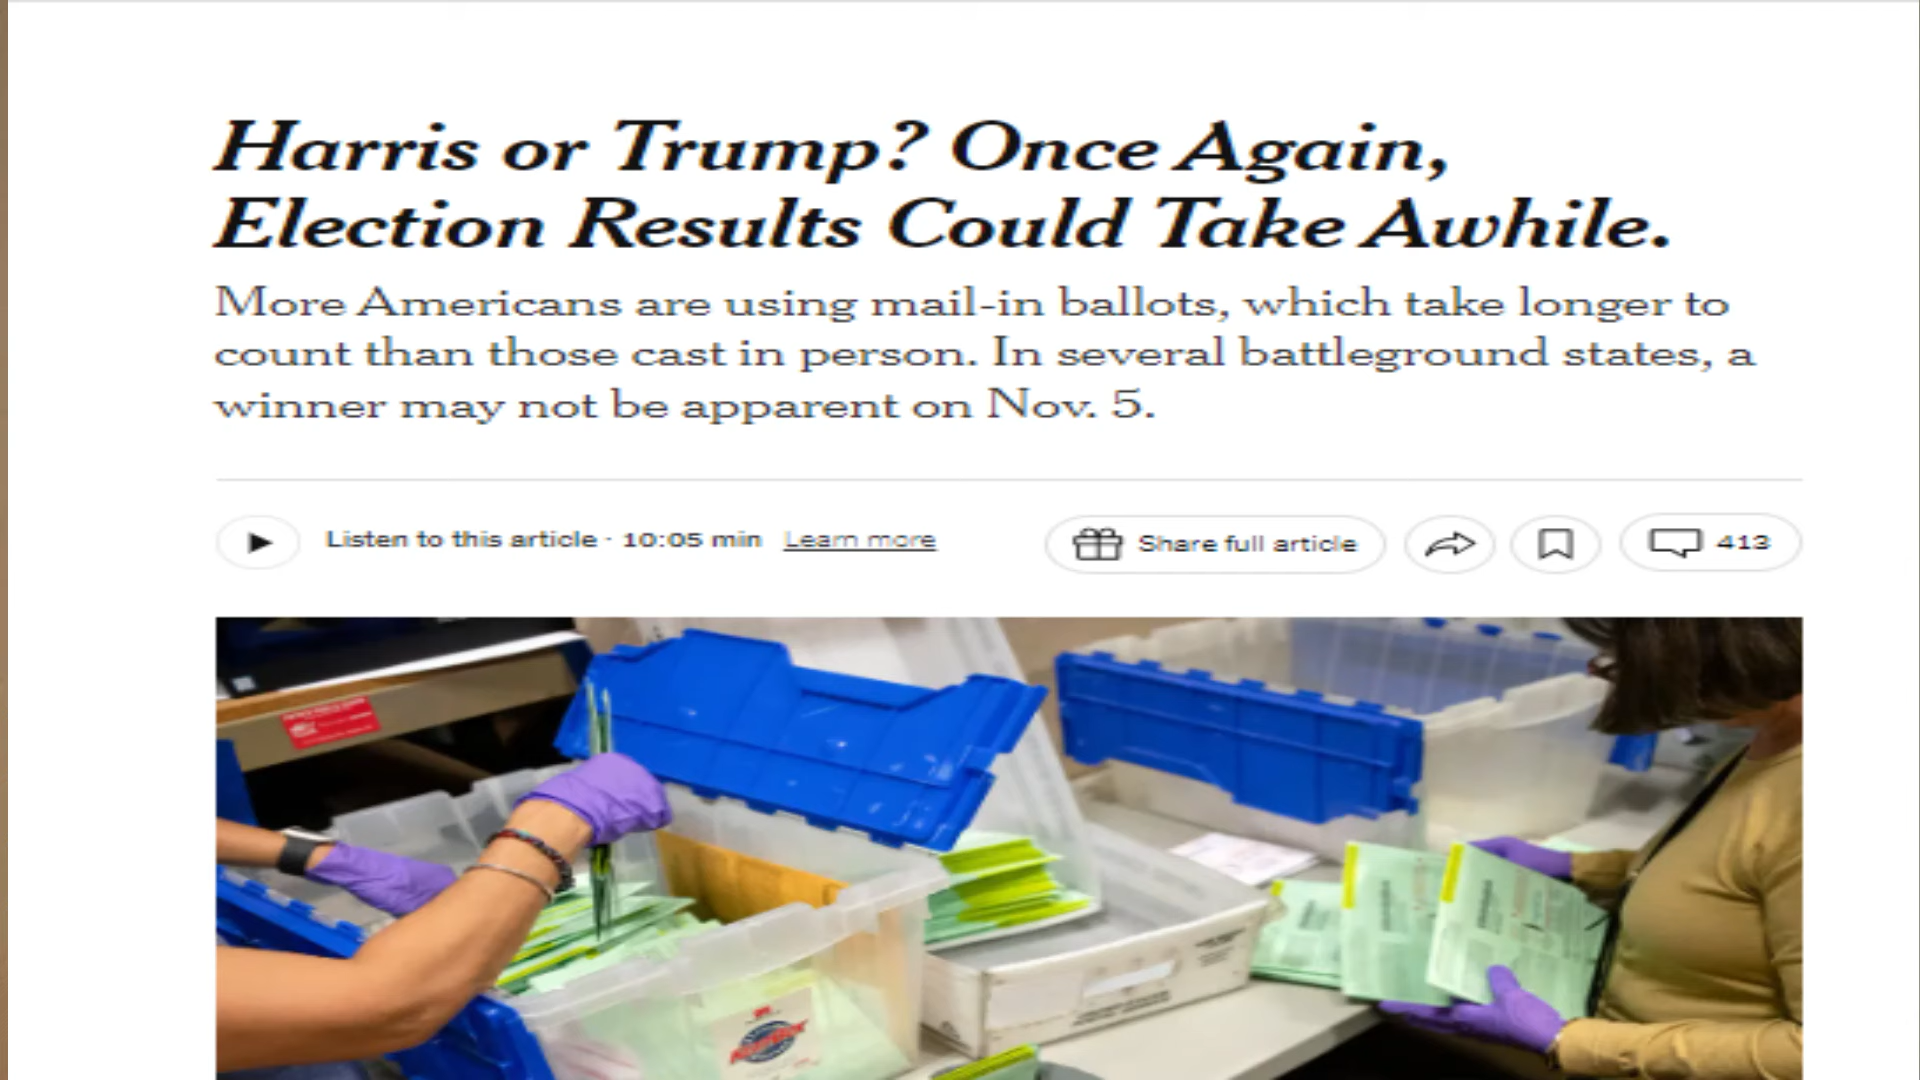 Harris or Trump? Once Again,
Election Results Could Take Awhile.
More Americans are using mail-in ballots, which take longer to
count than those cast in person. In several battleground states, a
winner may not be apparent on Nov. 5.
Listen to this article · 10:05 min Learn more
Share full article
413